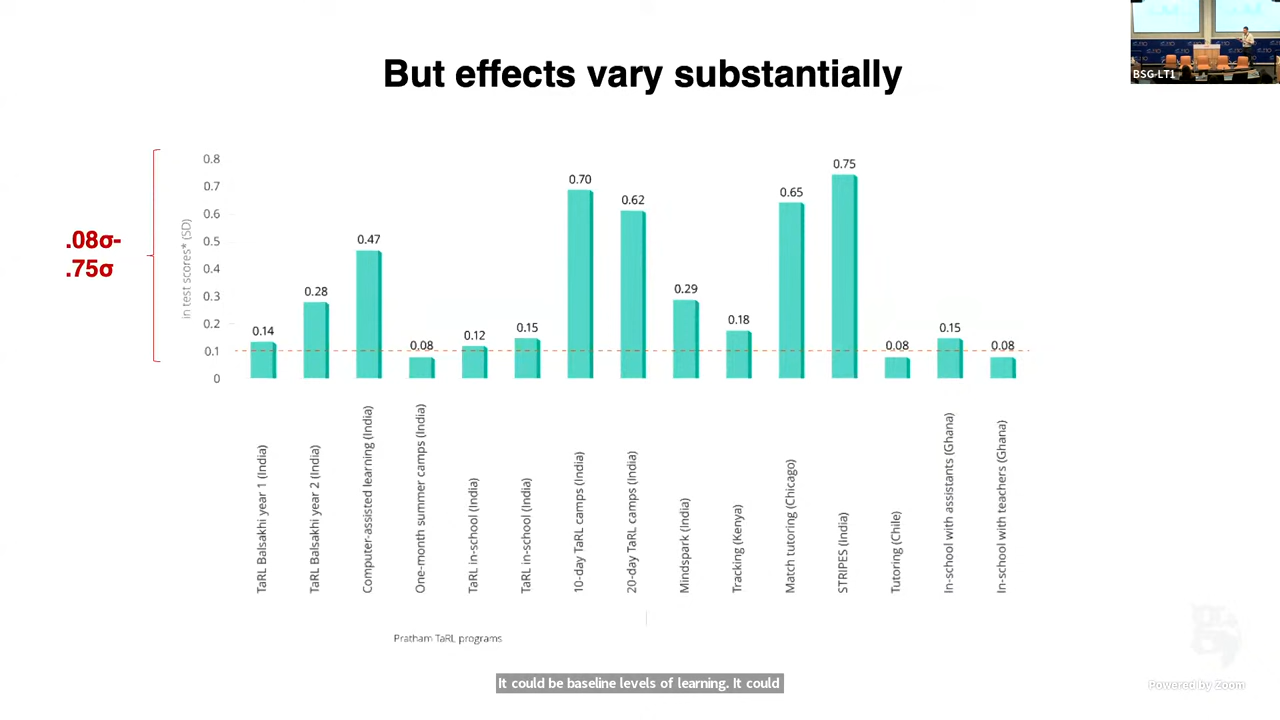 But effects vary substantially
BSG-LT1
.08σ-
.75σ
in test scores* (SD)
0.8
0.7
0.6
0.5
0.4
0.3
0.2
0.1
0
0.14
0.28
0.47
0.08
0.12
0.15
0.70
0.62
0.29
0.18
0.65
0.75
0.08
0.15
0.08
TaRL Balsakhi year 1 (India)
TaRL Balsakhi year 2 (India)
Computer-assisted learning (India)
One-month summer camps (India)
TaRL in-school (India)
TaRL in-school (India)
10-day TaRL camps (India)
20-day TaRL camps (India)
Mindspark (India)
Tracking (Kenya)
Match tutoring (Chicago)
STRIPES (India)
Tutoring (Chile)
In-school with assistants (Ghana)
In-school with teachers (Ghana)
Pratham TaRL programs
It could be baseline levels of learning. It could
Powered by Zoom